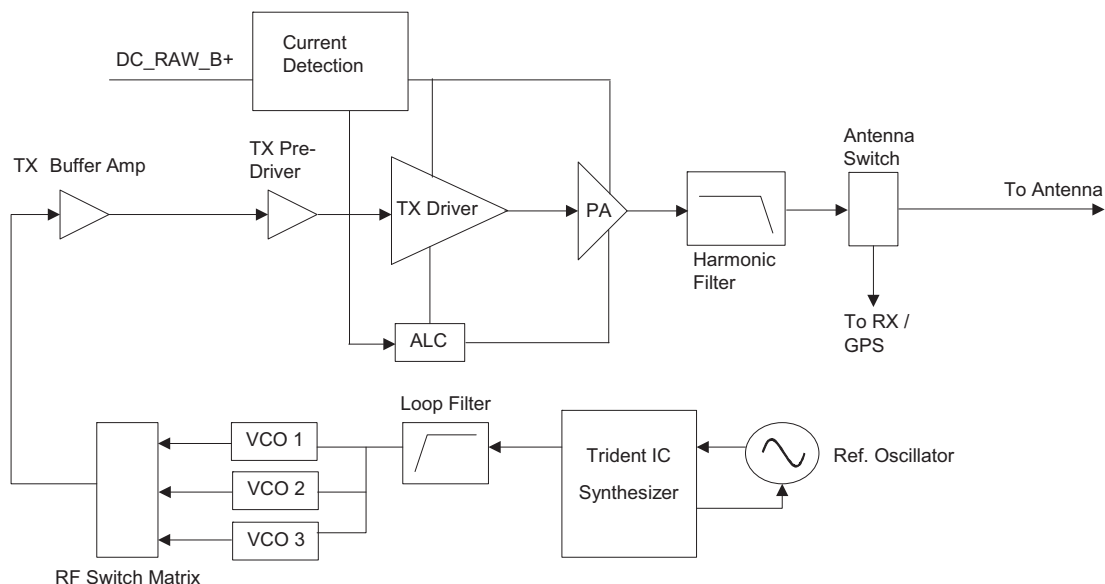 Current
Detection
DC_RAW_B+
TX Buffer Amp
TX Pre-
Driver
TX Driver
PA
Antenna
Switch
To Antenna
Harmonic
Filter
To RX /
GPS
ALC
Loop Filter
VCO 1
VCO 2
VCO 3
Trident IC
Synthesizer
Ref. Oscillator
RF Switch Matrix